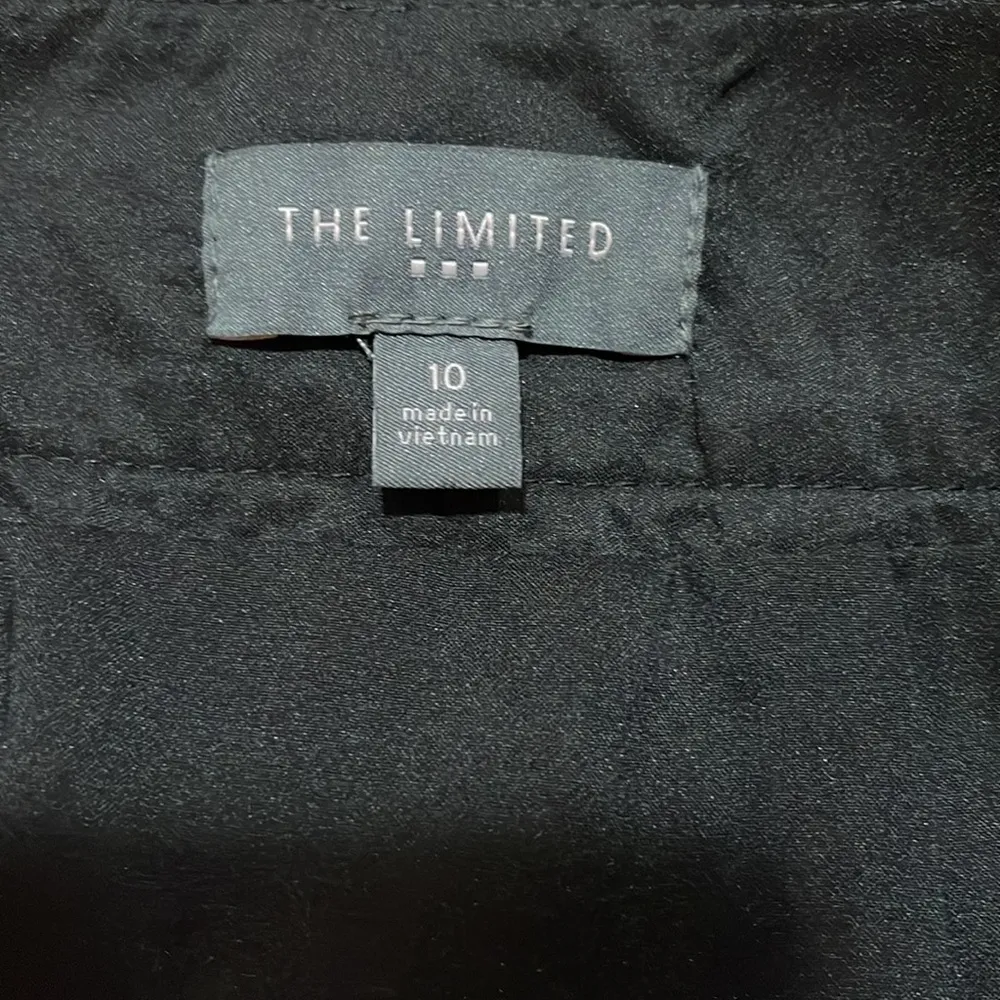 THE LIMITED
10
made in
vietnam